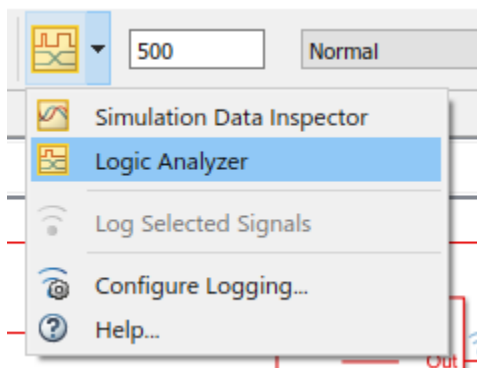 500
Normal
Simulation Data Inspector
Logic Analyzer
Log Selected Signals
Configure Logging...
Help...
Out